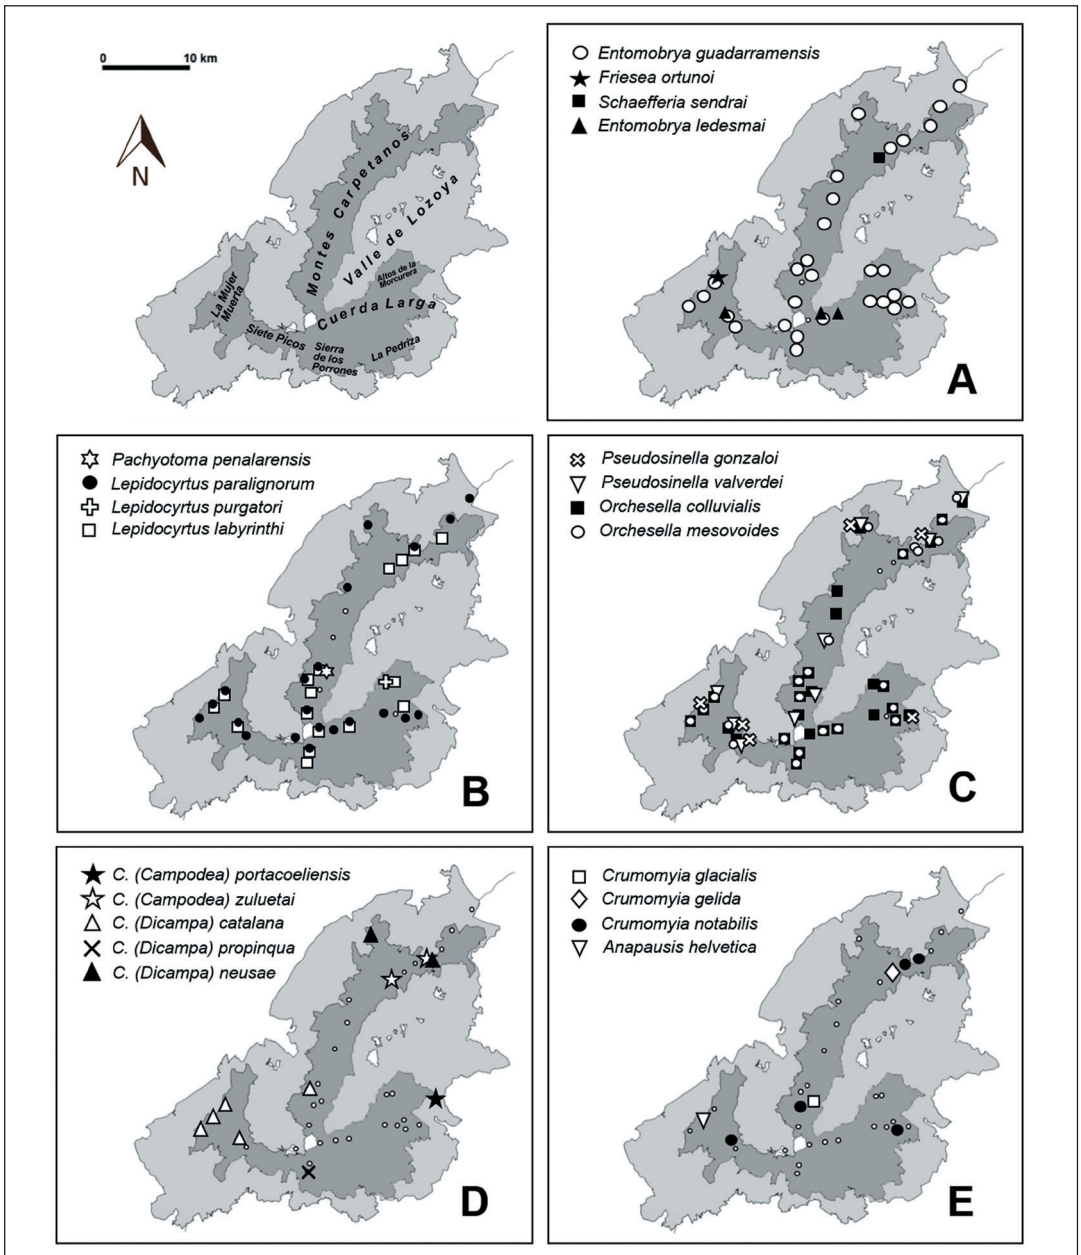 0 10 km
N
Montes Carpetanos
Valle de Lozoya
Altos de la
Morcurera
Cuerda Larga
La Mujer
Muerta
Siete Picos
Sierra
de los
Porrones
La Pedriza
Entomobrya guadarramensis
Friesea ortunoi
Schaefferia sendrai
Entomobrya ledesmai
A
Pachyotoma penalarensis
Lepidocyrtus paralignorum
Lepidocyrtus purgatori
Lepidocyrtus labyrinthi
B
Pseudosinella gonzaloi
Pseudosinella valverdei
Orchesella colluvialis
Orchesella mesovoides
C
C. (Campodea) portacoeliensis
C. (Campodea) zuluetai
C. (Dicampa) catalana
C. (Dicampa) propinqua
C. (Dicampa) neusae
D
Crumomyia glacialis
Crumomyia gelida
Crumomyia notabilis
Anapausis helvetica
E